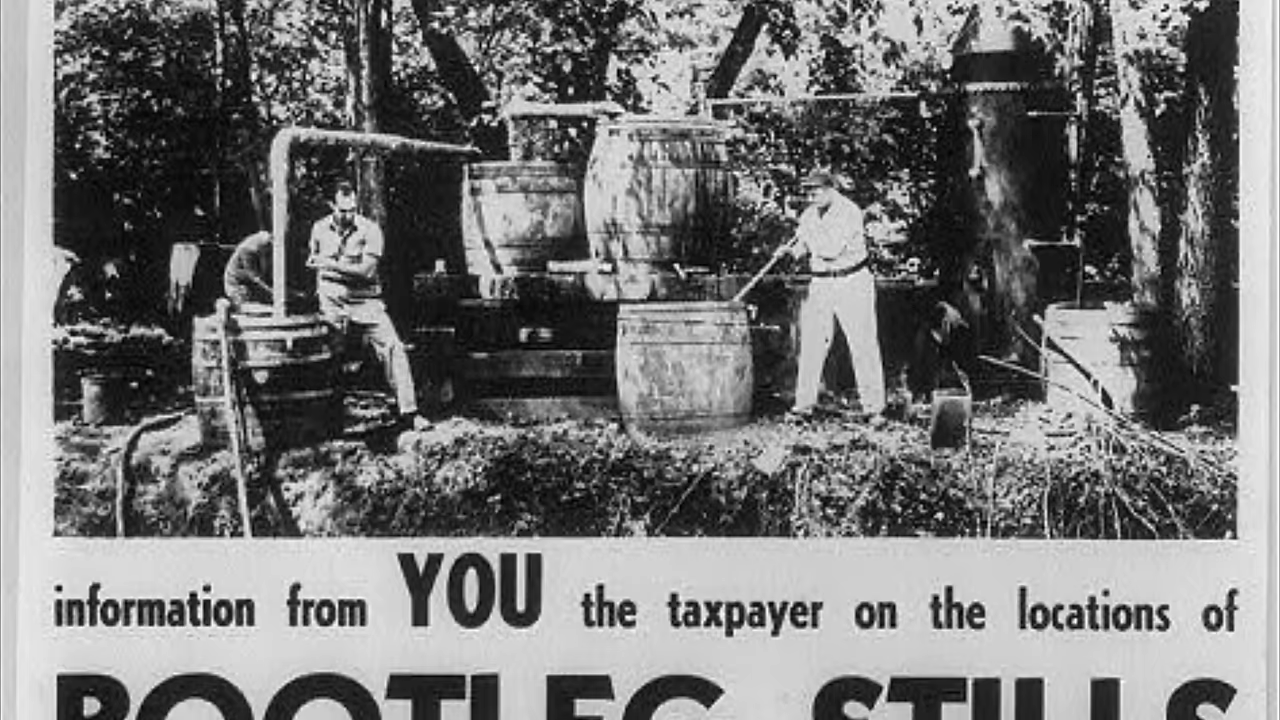 information from YOU the taxpayer on the locations of
BOOTLEG STILLS